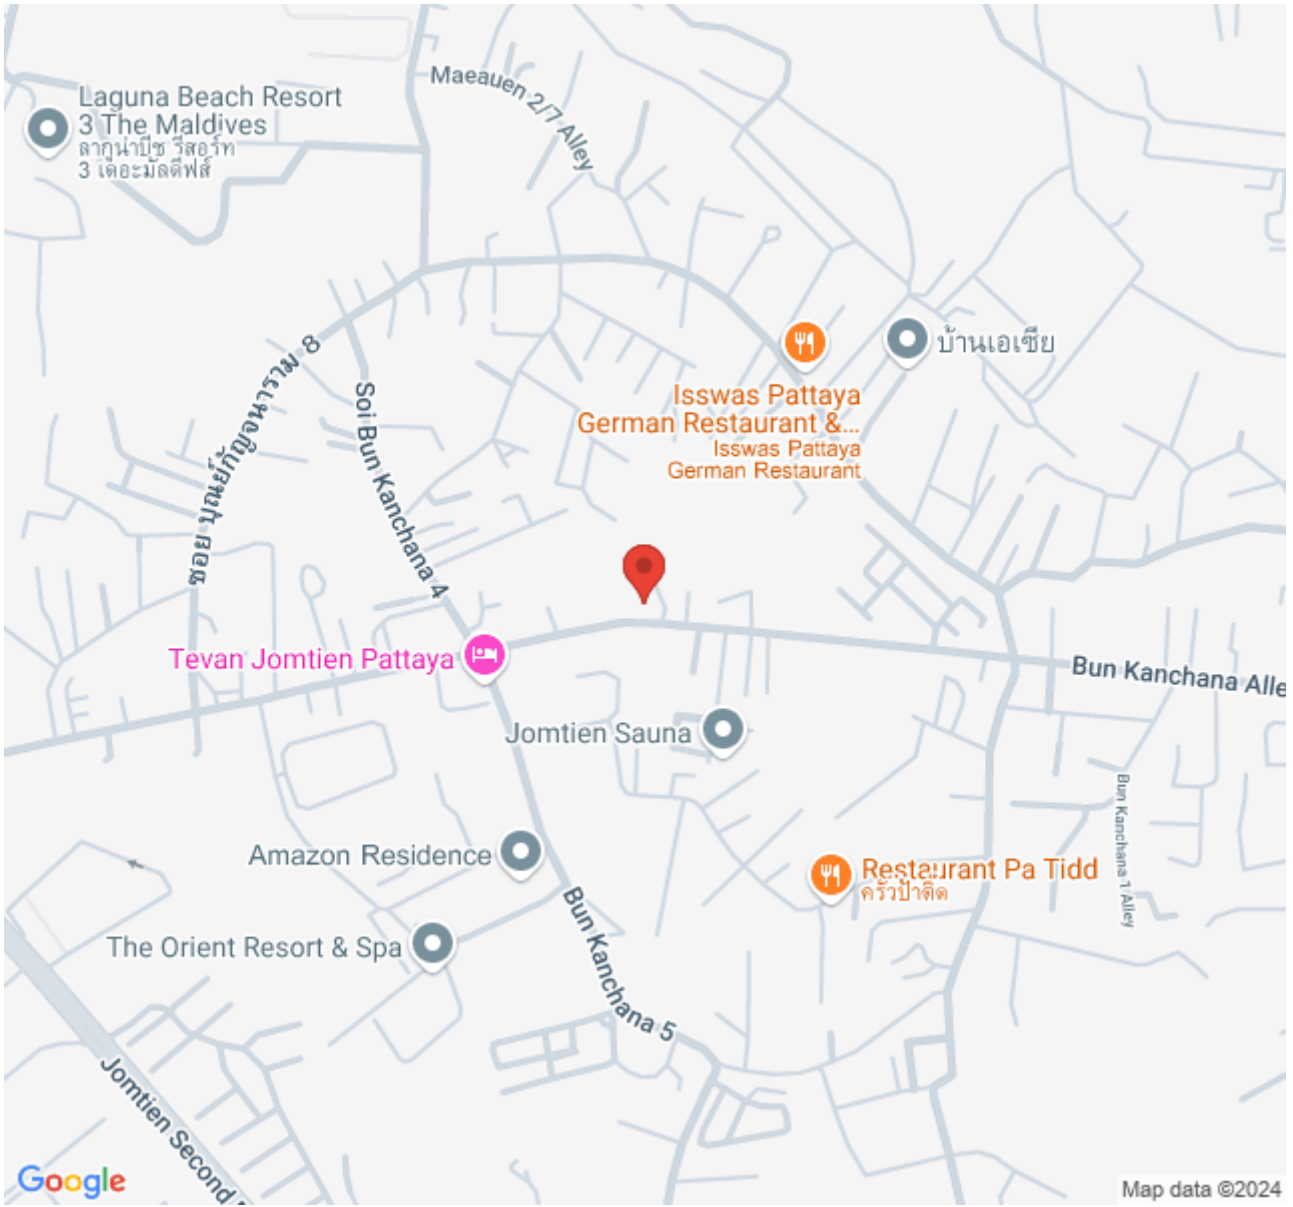 Maeauen 2/7 Alley
Laguna Beach Resort
3 The Maldives
ลากูน่าบีช รีสอร์ท
3 เดอะมัลดีฟส์
ซอย บุณย์กัญจนาราม 8
Soi Bun Kanchana 4
บ้านเอเซีย
Isswas Pattaya
German Restaurant &...
Isswas Pattaya
German Restaurant
Tevan Jomtien Pattaya
Bun Kanchana Alle
Jomtien Sauna
Bun Kanchana 1 Alley
Amazon Residence
Restaurant Pa Tidd
ครัวป้าติ๊ด
The Orient Resort & Spa
Bun Kanchana 5
Jomtien Second
Google
Map data ©2024